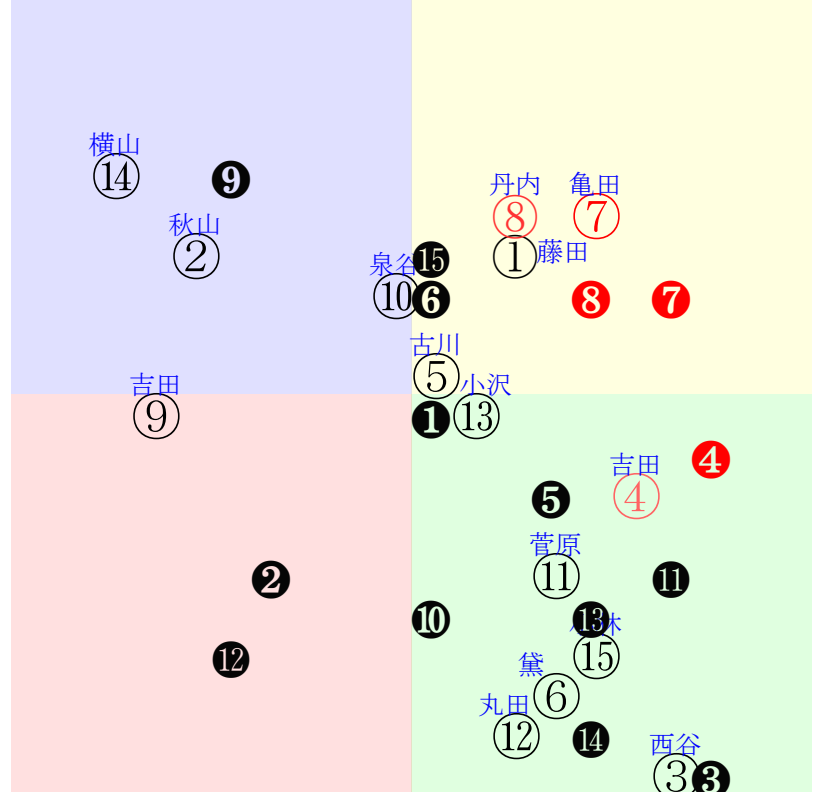 横山
⑭ ❾
丹内 亀田
⑧ ⑦
秋山
② ① 藤田
泉谷 ⓯
⑩ ❻ ❽ ❼
古川
⑤
吉田 小沢
⑨ ❶ ⑬
吉田 ❹
④
❺
菅原
⑪ ⓫
❷
❿ ⓭
⓬ ⑮
黛
⑥
丸田
⑫ ⓮
西谷
③ ❸